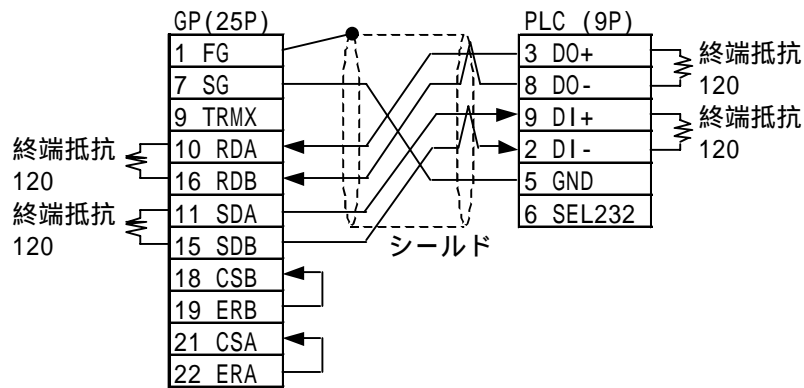 GP(25P)
1 FG
7 SG
9 TRMX
10 RDA
16 RDB
11 SDA
15 SDB
18 CSB
19 ERB
21 CSA
22 ERA
終端抵抗
120
終端抵抗
120
シールド
PLC (9P)
3 DO+
8 DO-
9 DI+
2 DI-
5 GND
6 SEL232
終端抵抗
120
終端抵抗
120